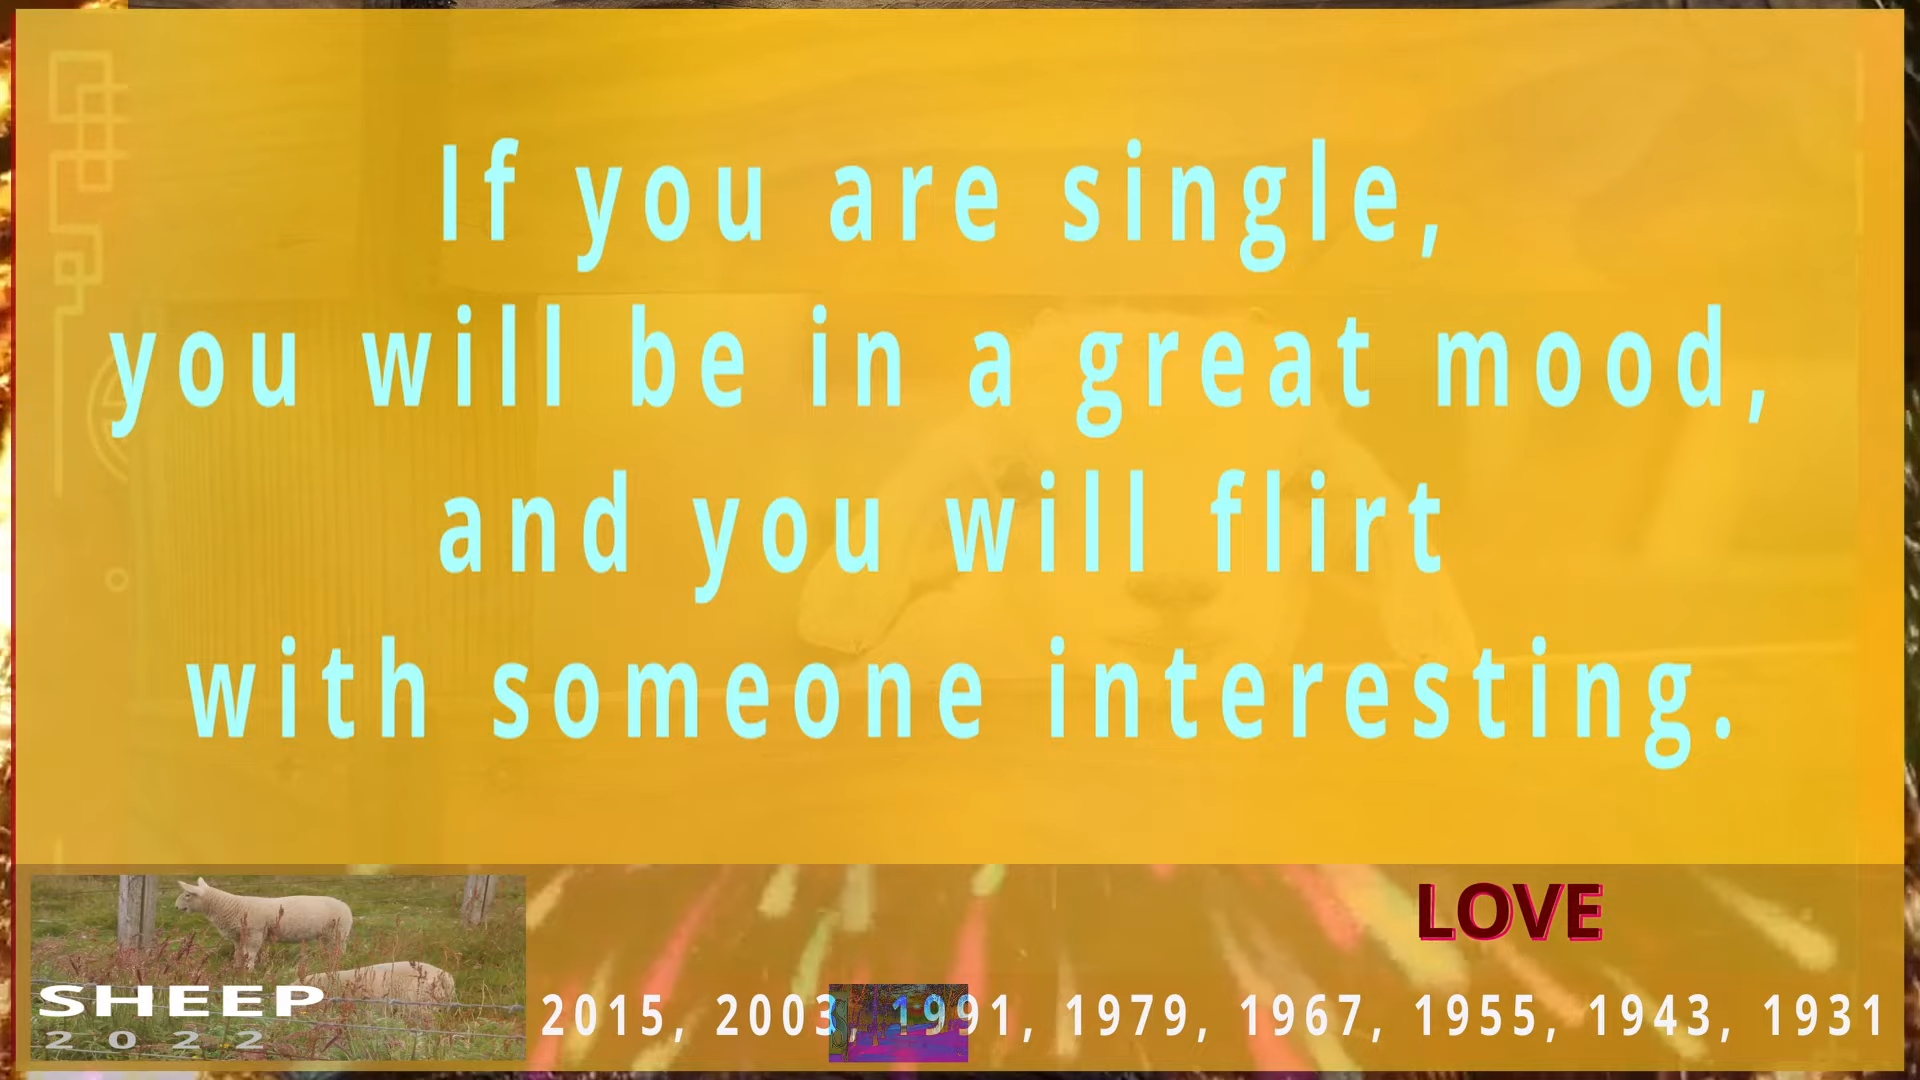 If you are single,
you will be in a great mood,
and you will flirt
with someone interesting.
LOVE
SHEEP
2022
2015, 2003, 1991, 1979, 1967, 1955, 1943, 1931